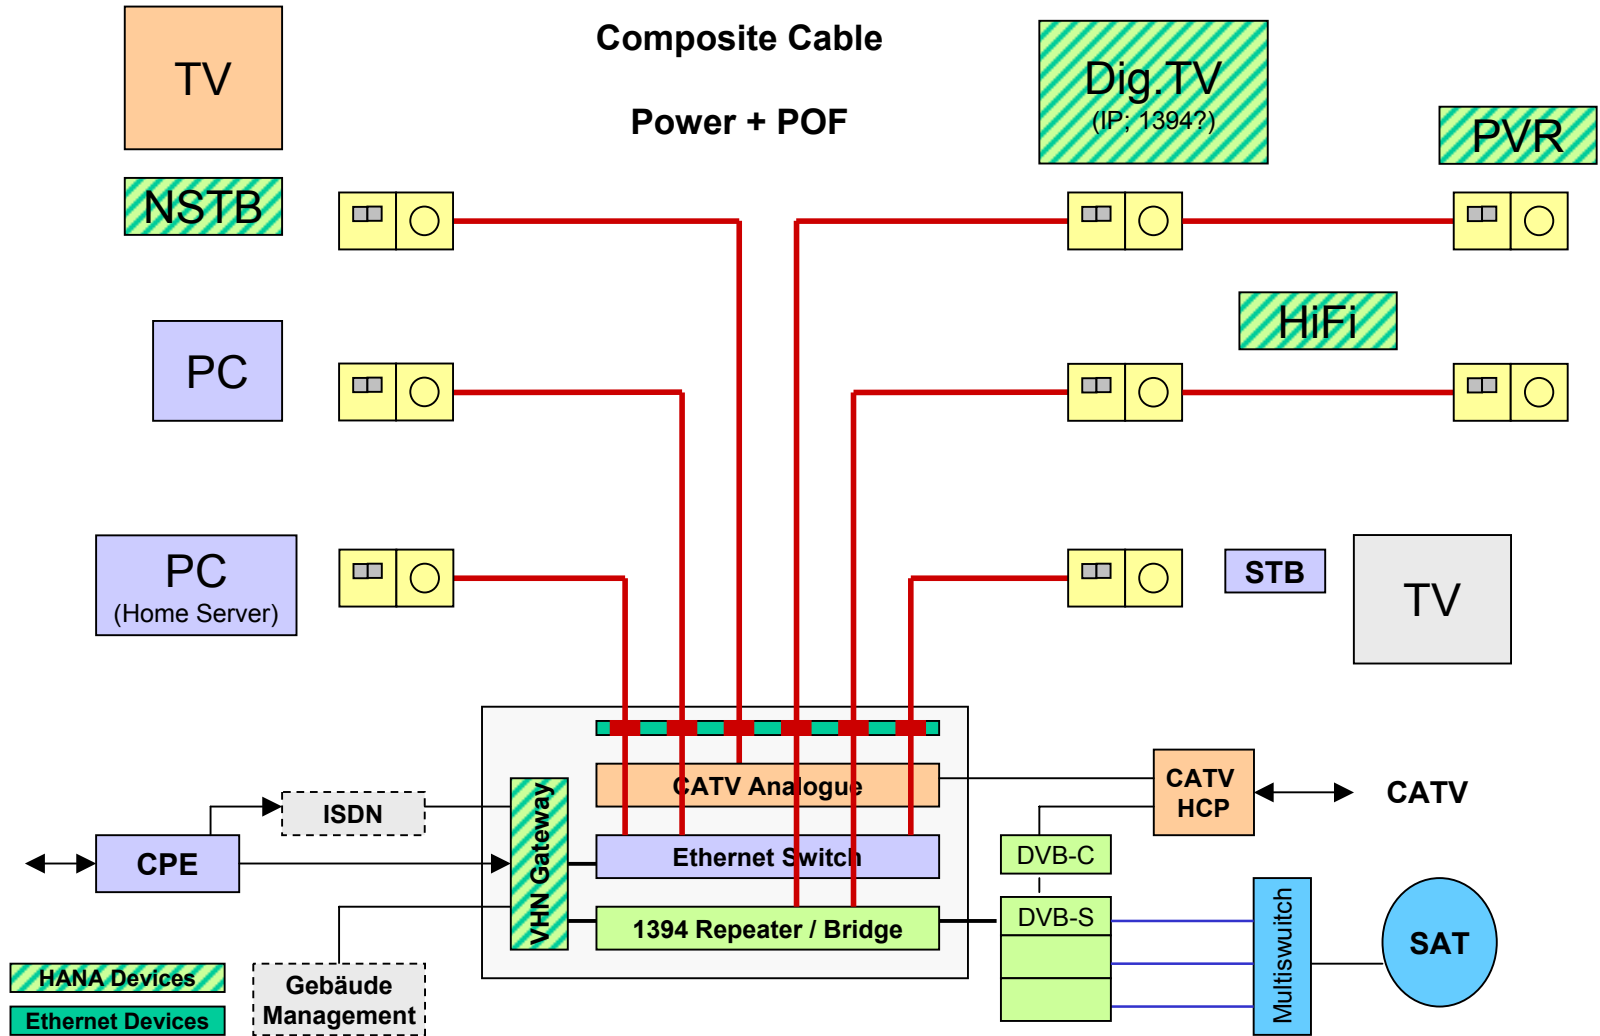 TV
Composite Cable
Power + POF
Dig.TV
(IP; 1394?)
PVR
NSTB
HiFi
PC
PC
(Home Server)
STB
TV
CATV Analogue
Ethernet Switch
1394 Repeater / Bridge
VHN Gateway
ISDN
CPE
Gebäude
Management
CATV
HCP
CATV
DVB-C
DVB-S
Multiswuitch
SAT
HANA Devices
Ethernet Devices